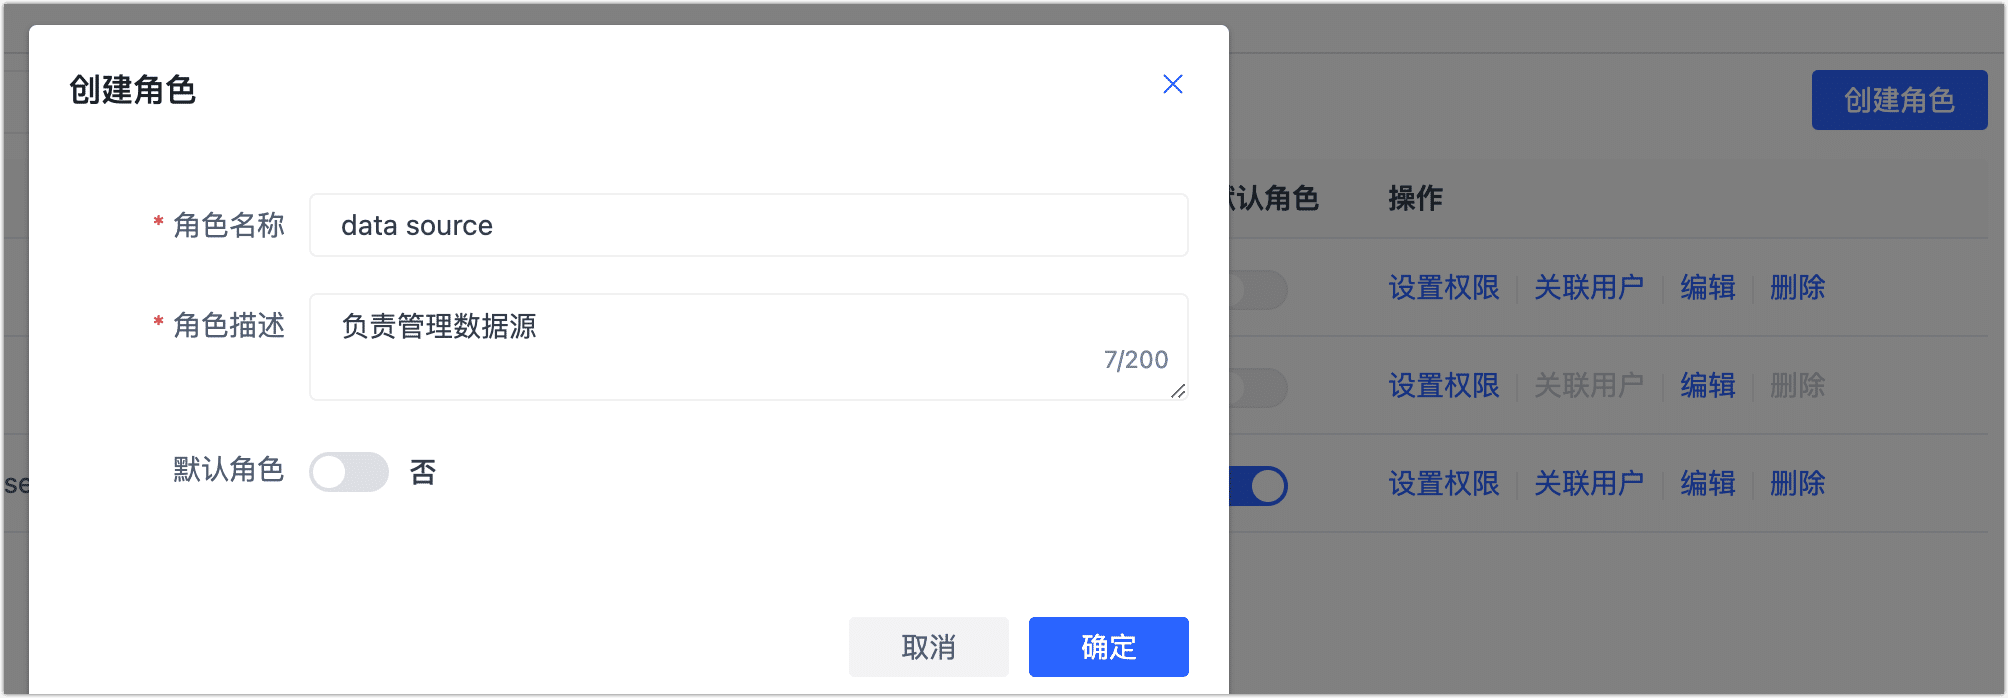 创建角色
* 角色名称 data source
* 角色描述 负责管理数据源
7/200
默认角色 否
取消 确定
创建角色
认角色 操作
设置权限 关联用户 编辑 删除
设置权限 关联用户 编辑 删除
se
设置权限 关联用户 编辑 删除